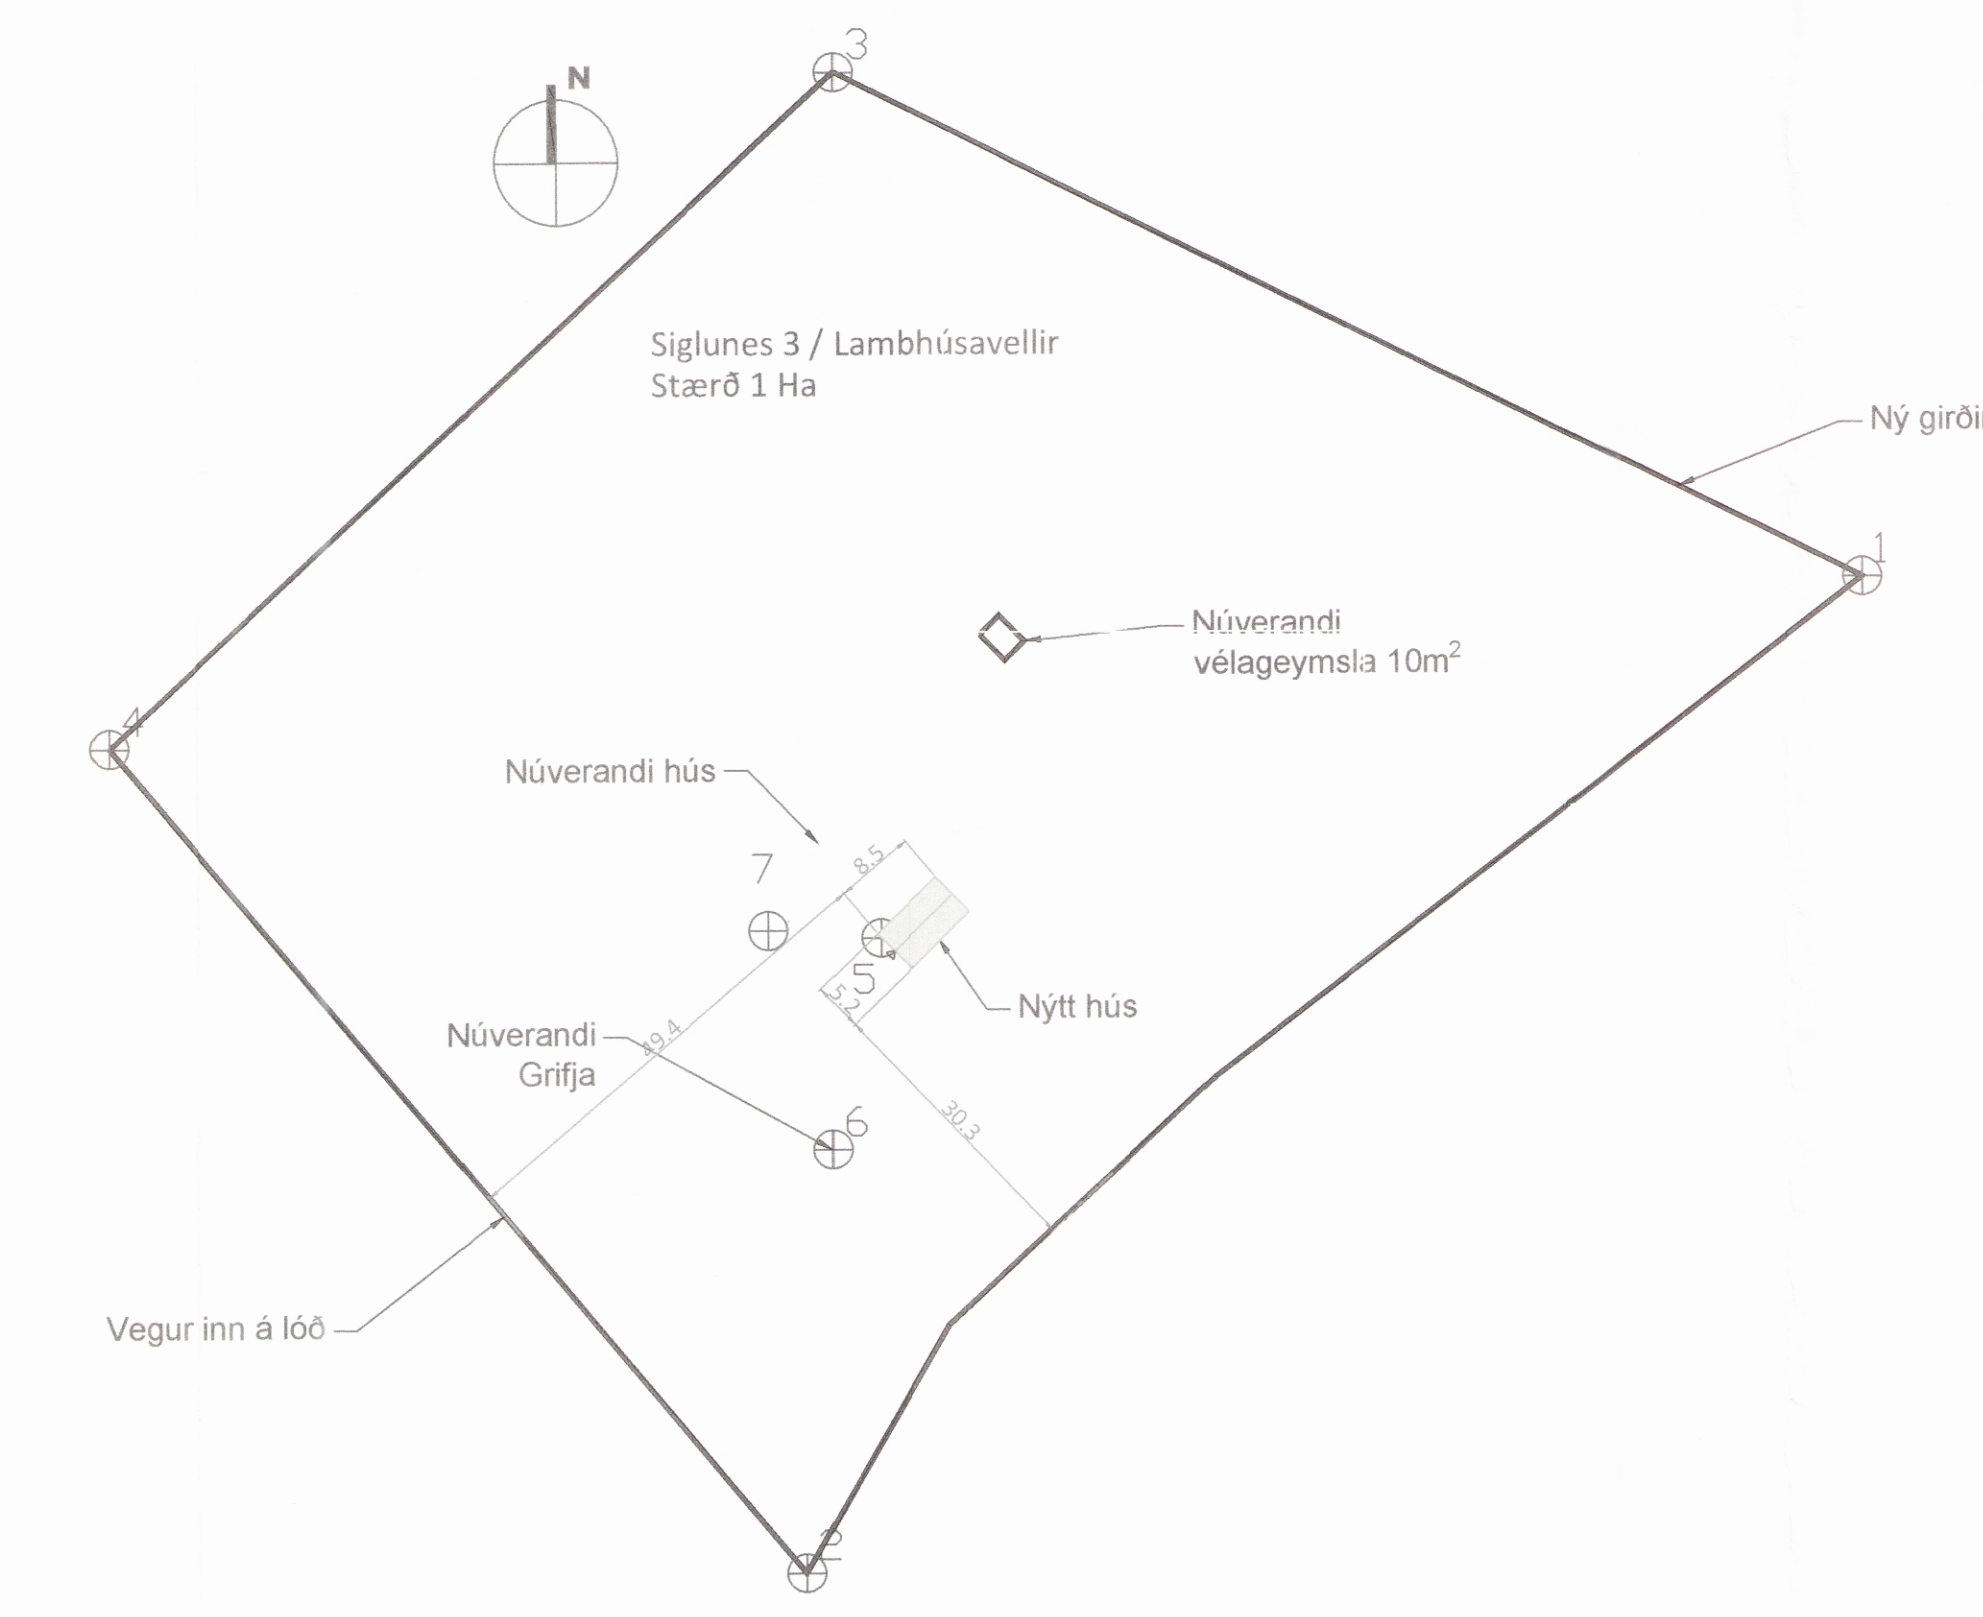 3
N
Siglunes 3 / Lambhúsavellir
Stærð 1 Ha
Ný girði
1
Núverandi
vélageymsla 10m²
4
Núverandi hús
8.5
7
5
5.2
Nýtt hús
49.4
Núverandi
Grifja
30.3
6
Vegur inn á lóð
2